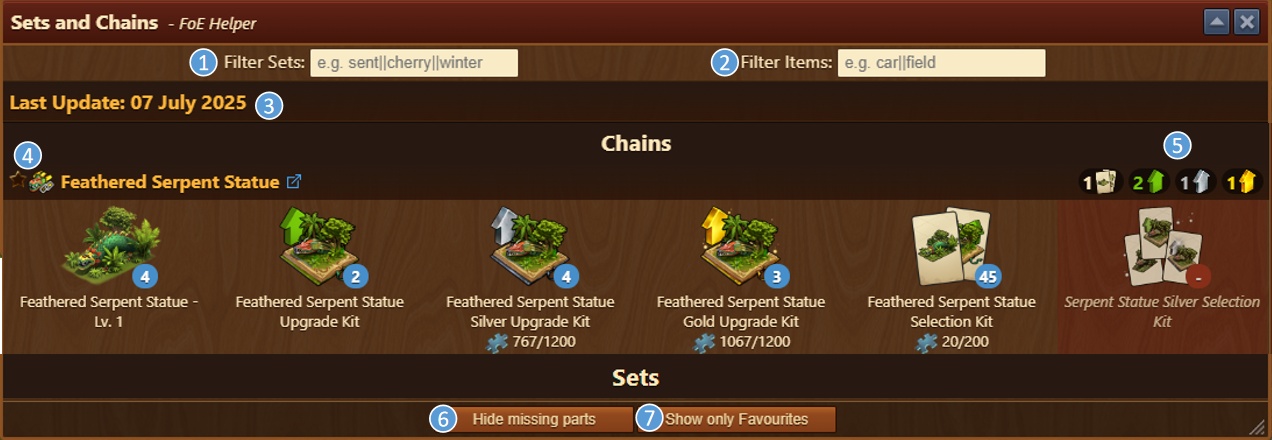 Sets and Chains - FoE Helper
1 Filter Sets: e.g. sent||cherry||winter 2 Filter Items: e.g. car||field
Last Update: 07 July 2025 3
Chains
4 5
Feathered Serpent Statue 1 2 1 1
4 2 4 3 45 -
Feathered Serpent Statue - Lv. 1
Feathered Serpent Statue Upgrade Kit
Feathered Serpent Statue Silver Upgrade Kit
767/1200
Feathered Serpent Statue Gold Upgrade Kit
1067/1200
Feathered Serpent Statue Selection Kit
20/200
Serpent Statue Silver Selection Kit
Sets
6 Hide missing parts 7 Show only Favourites